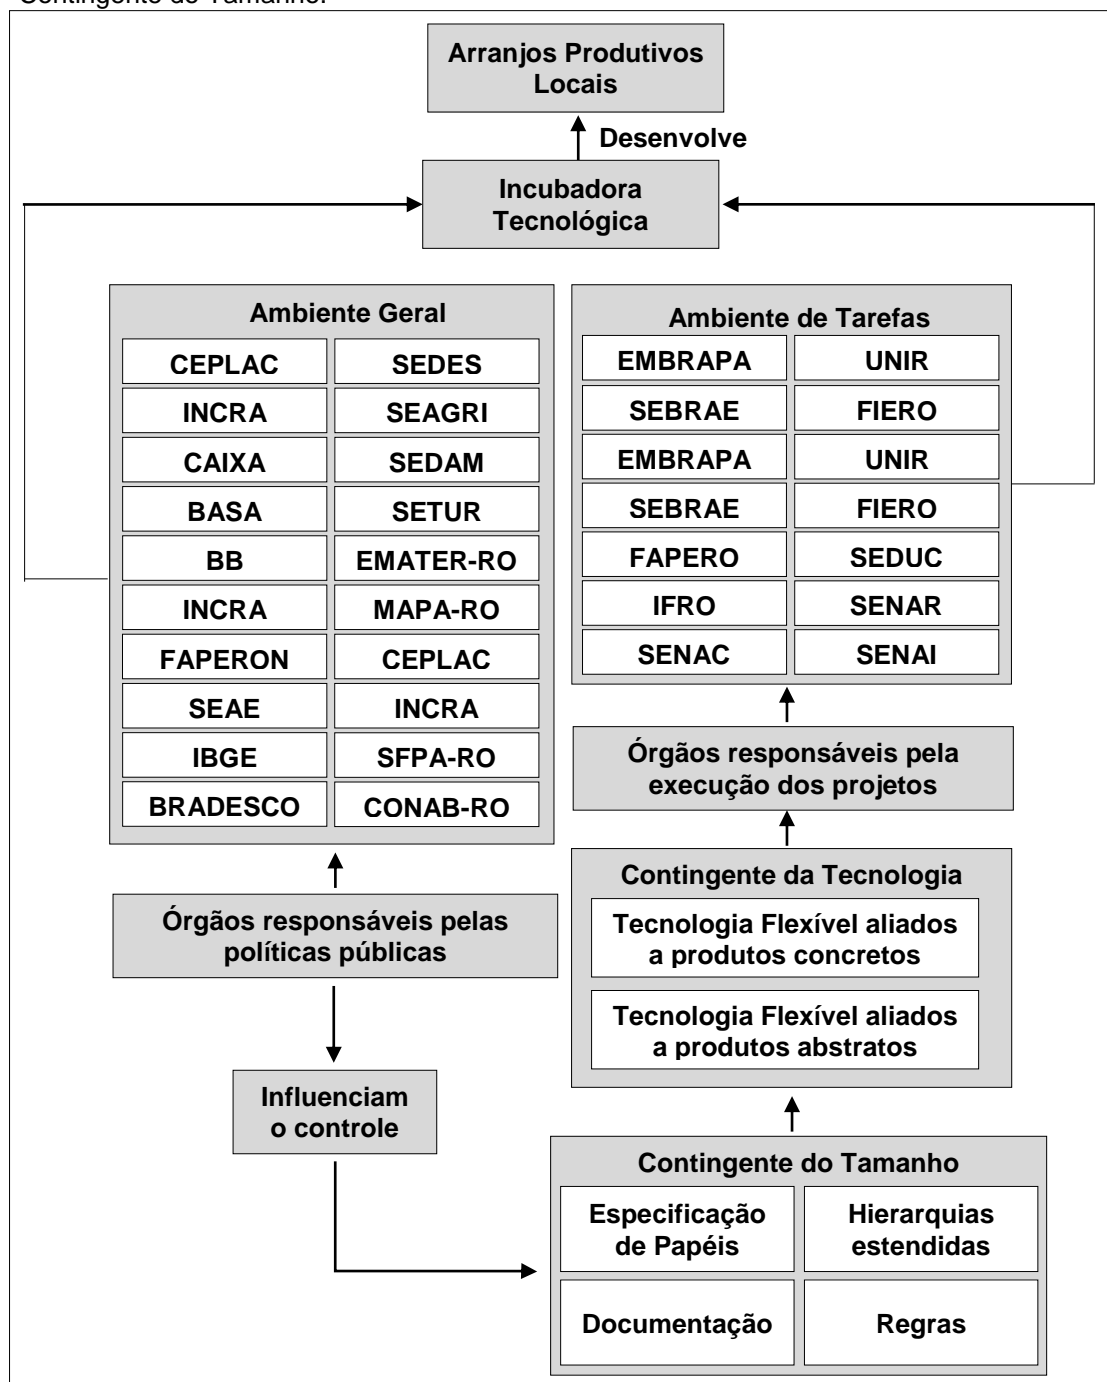 Contingente do Tamanho.
Arranjos Produtivos
Locais
Desenvolve
Incubadora
Tecnológica
Ambiente Geral
CEPLAC
SEDES
INCRA
SEAGRI
CAIXA
SEDAM
BASA
SETUR
BB
EMATER-RO
INCRA
MAPA-RO
FAPERON
CEPLAC
SEAE
INCRA
IBGE
SFPA-RO
BRADESCO
CONAB-RO
Ambiente de Tarefas
EMBRAPA
UNIR
SEBRAE
FIERO
EMBRAPA
UNIR
SEBRAE
FIERO
FAPERO
SEDUC
IFRO
SENAR
SENAC
SENAI
Órgãos responsáveis pela
execução dos projetos
Contingente da Tecnologia
Tecnologia Flexível aliados
a produtos concretos
Tecnologia Flexível aliados
a produtos abstratos
Órgãos responsáveis pelas
políticas públicas
Influenciam
o controle
Contingente do Tamanho
Especificação
de Papéis
Hierarquias
estendidas
Documentação
Regras